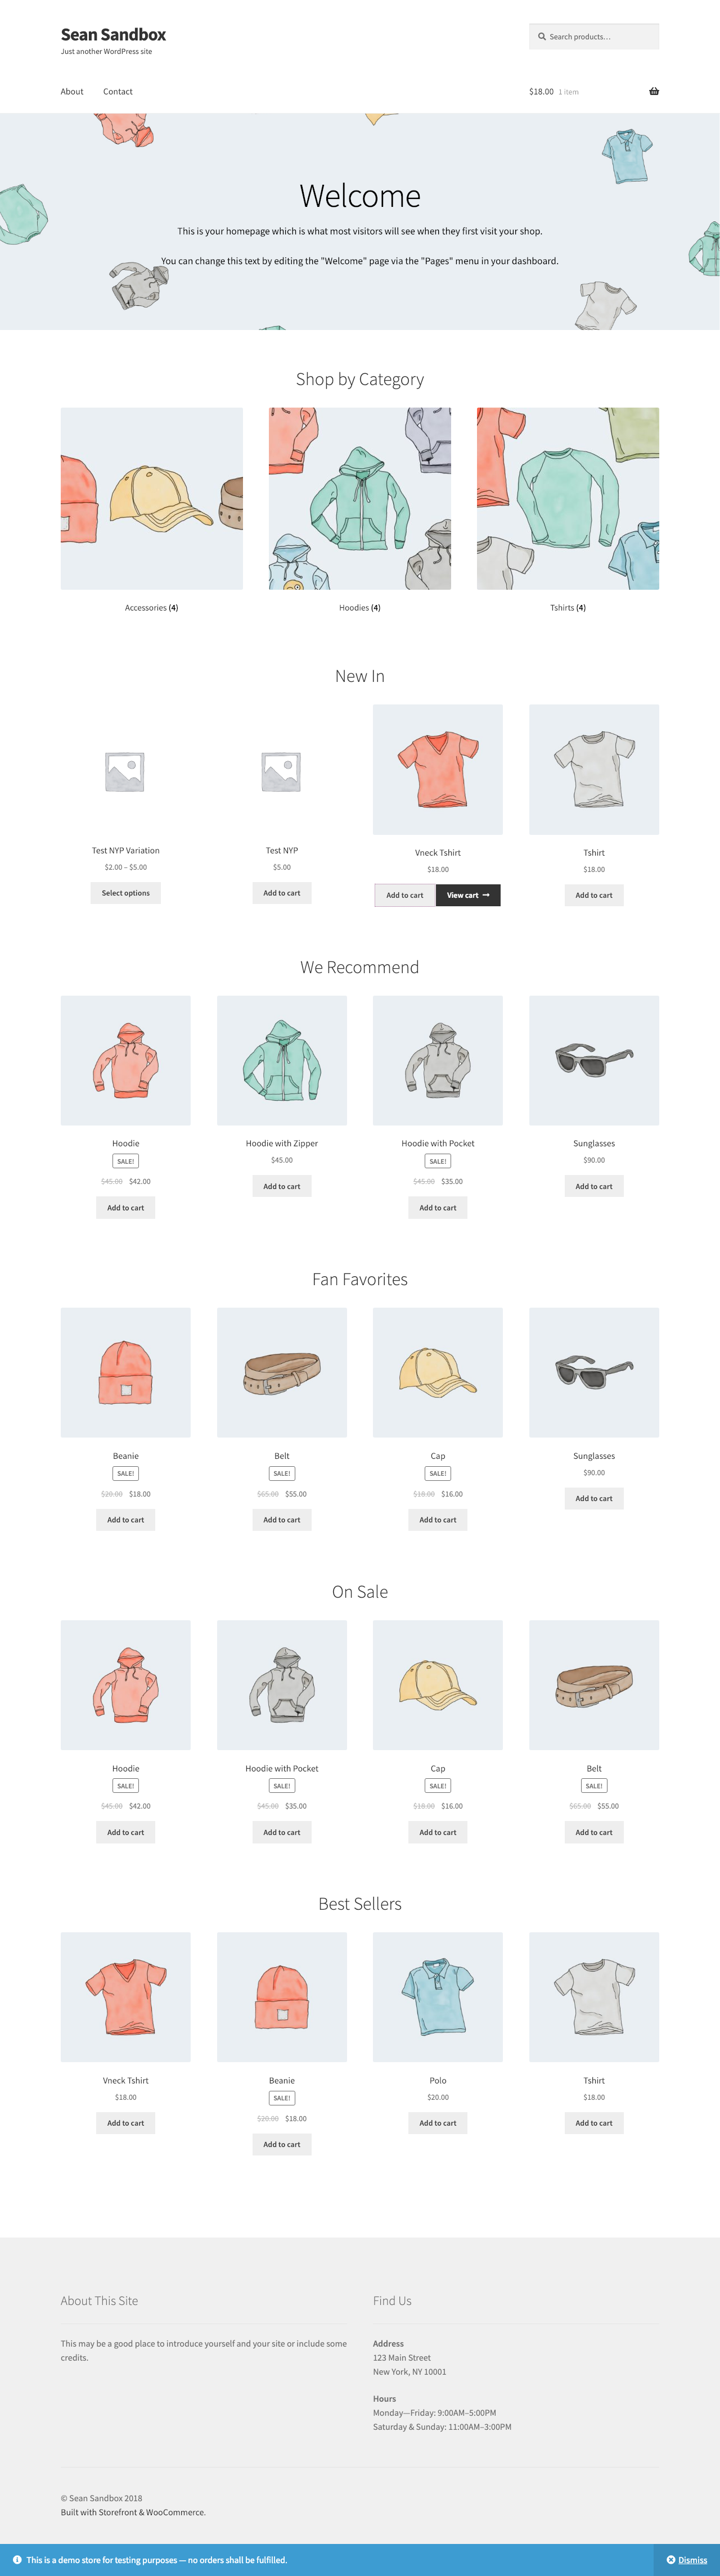 Sean Sandbox
Just another WordPress site
Search products…
About Contact
$18.00 1 item
Welcome
This is your homepage which is what most visitors will see when they first visit your shop.
You can change this text by editing the "Welcome" page via the "Pages" menu in your dashboard.
Shop by Category
Accessories (4)
Hoodies (4)
Tshirts (4)
New In
Test NYP Variation
$2.00 – $5.00
Select options
Test NYP
$5.00
Add to cart
Vneck Tshirt
$18.00
Add to cart
View cart →
Tshirt
$18.00
Add to cart
We Recommend
Hoodie
SALE!
$45.00 $42.00
Add to cart
Hoodie with Zipper
$45.00
Add to cart
Hoodie with Pocket
SALE!
$45.00 $35.00
Add to cart
Sunglasses
$90.00
Add to cart
Fan Favorites
Beanie
SALE!
$20.00 $18.00
Add to cart
Belt
SALE!
$65.00 $55.00
Add to cart
Cap
SALE!
$18.00 $16.00
Add to cart
Sunglasses
$90.00
Add to cart
On Sale
Hoodie
SALE!
$45.00 $42.00
Add to cart
Hoodie with Pocket
SALE!
$45.00 $35.00
Add to cart
Cap
SALE!
$18.00 $16.00
Add to cart
Belt
SALE!
$65.00 $55.00
Add to cart
Best Sellers
Vneck Tshirt
$18.00
Add to cart
Beanie
SALE!
$20.00 $18.00
Add to cart
Polo
$20.00
Add to cart
Tshirt
$18.00
Add to cart
About This Site
This may be a good place to introduce yourself and your site or include some
credits.
Find Us
Address
123 Main Street
New York, NY 10001
Hours
Monday—Friday: 9:00AM–5:00PM
Saturday & Sunday: 11:00AM–3:00PM
© Sean Sandbox 2018
Built with Storefront & WooCommerce.
This is a demo store for testing purposes — no orders shall be fulfilled.
Dismiss